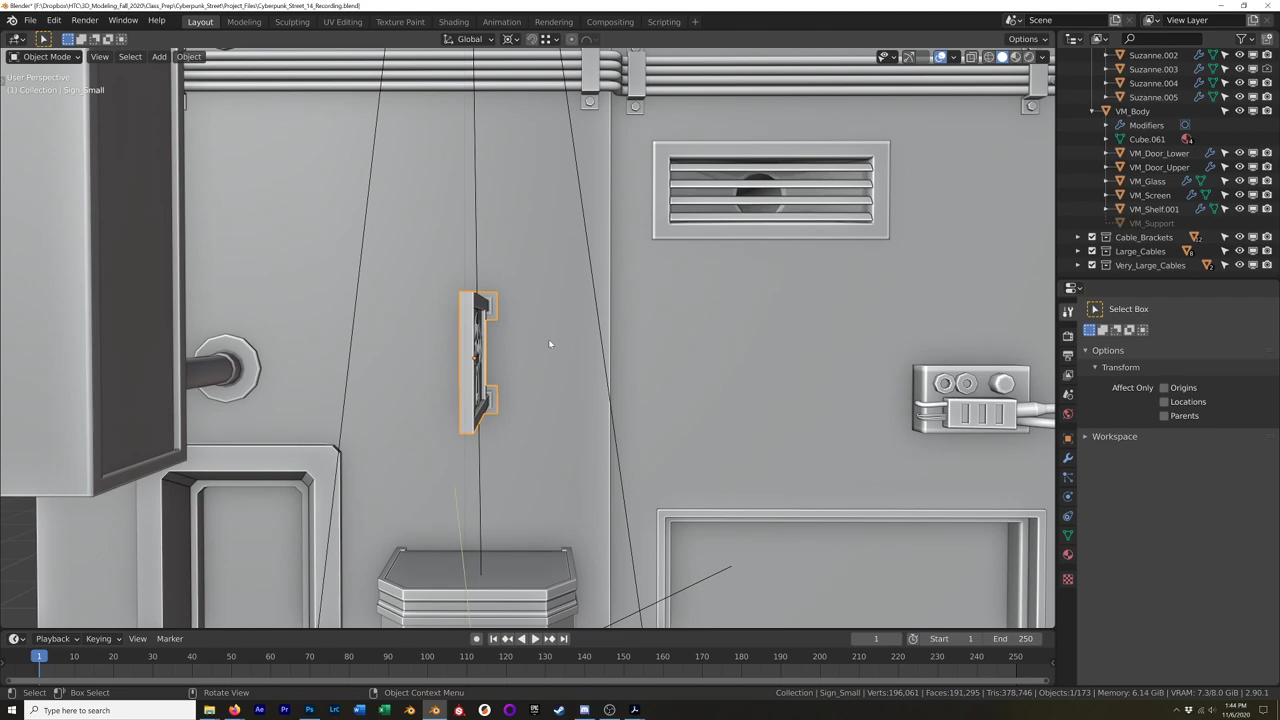 Blender* [F:\Dropbox\HTC\3D_Modeling_Fall_2020\Class_Prep\Cyberpunk_Street\Project_Files\Cyberpunk_Street_14_Recording.blend]
File Edit Render Window Help Layout Modeling Sculpting UV Editing Texture Paint Shading Animation Rendering Compositing Scripting Scene View Layer
Global Options
Object Mode View Select Add Object
User Perspective
(1) Collection | Sign_Small
Suzanne.002
Suzanne.003
Suzanne.004
Suzanne.005
VM_Body
Modifiers
Cube.061 4
VM_Door_Lower
VM_Door_Upper
VM_Glass
VM_Screen
VM_Shelf.001
VM_Support
Cable_Brackets 12
Large_Cables 8
Very_Large_Cables 2
Select Box
Options
Transform
Affect Only Origins
Locations
Parents
Workspace
Playback Keying View Marker 1 Start 1 End 250
1 10 20 30 40 50 60 70 80 90 100 110 120 130 140 150 160 170 180 190 200 210 220 230 240 250
Select Box Select Rotate View Object Context Menu Collection | Sign_Small | Verts:196,061 | Faces:191,295 | Tris:378,746 | Objects:1/173 | Memory: 6.14 GiB | VRAM: 7.3/8.0 GiB | 2.90.1
Type here to search 1:44 PM
11/6/2020